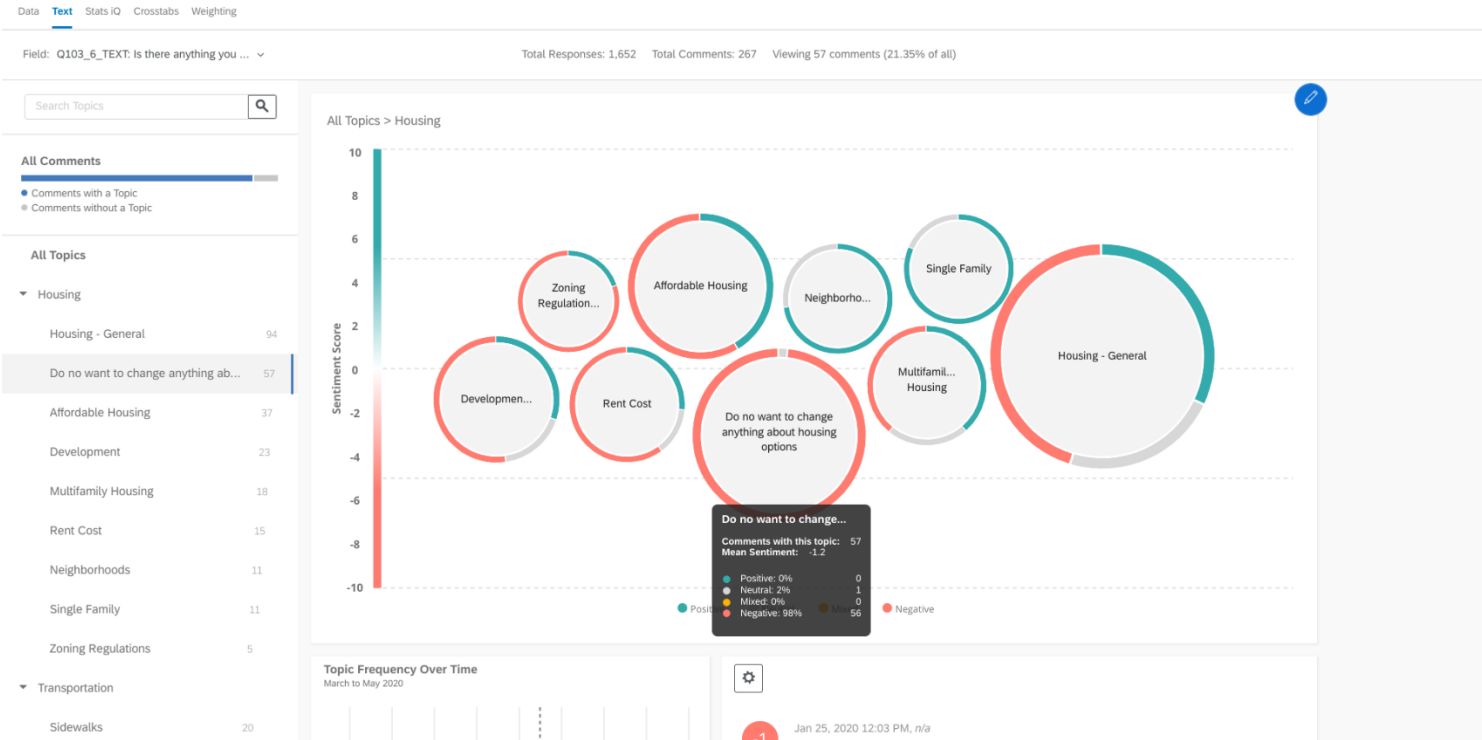 Data Text Stats iQ Crosstabs Weighting
Field: Q103_6_TEXT: Is there anything you ...
Total Responses: 1,652 Total Comments: 267 Viewing 57 comments (21.35% of all)
Search Topics
All Comments
Comments with a Topic
Comments without a Topic
All Topics
Housing
Housing - General 94
Do no want to change anything ab... 57
Affordable Housing 37
Development 23
Multifamily Housing 18
Rent Cost 15
Neighborhoods 11
Single Family 11
Zoning Regulations 5
Transportation
Sidewalks 20
All Topics > Housing
Sentiment Score
10
8
6
4
2
0
-2
-4
-6
-8
-10
Zoning
Regulation...
Affordable Housing
Neighborho...
Single Family
Housing - General
Developmen...
Rent Cost
Do no want to change
anything about housing
options
Multifamil...
Housing
Do no want to change...
Comments with this topic: 57
Mean Sentiment: -1.2
Positive: 0% 0
Neutral: 2% 1
Mixed: 0% 0
Negative: 98% 56
Negative
Topic Frequency Over Time
March to May 2020
-1
Jan 25, 2020 12:03 PM, n/a